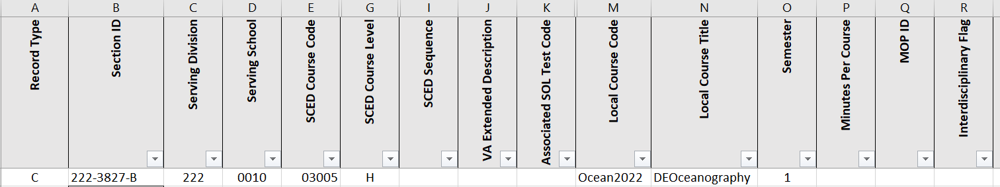 A B C D E G I J K M N O P Q R
Record Type
Section ID
Serving Division
Serving School
SCED Course Code
SCED Course Level
SCED Sequence
VA Extended Description
Associated SOL Test Code
Local Course Code
Local Course Title
Semester
Minutes Per Course
MOP ID
Interdisciplinary Flag
C 222-3827-B 222 0010 03005 H Ocean2022 DEOceanography 1